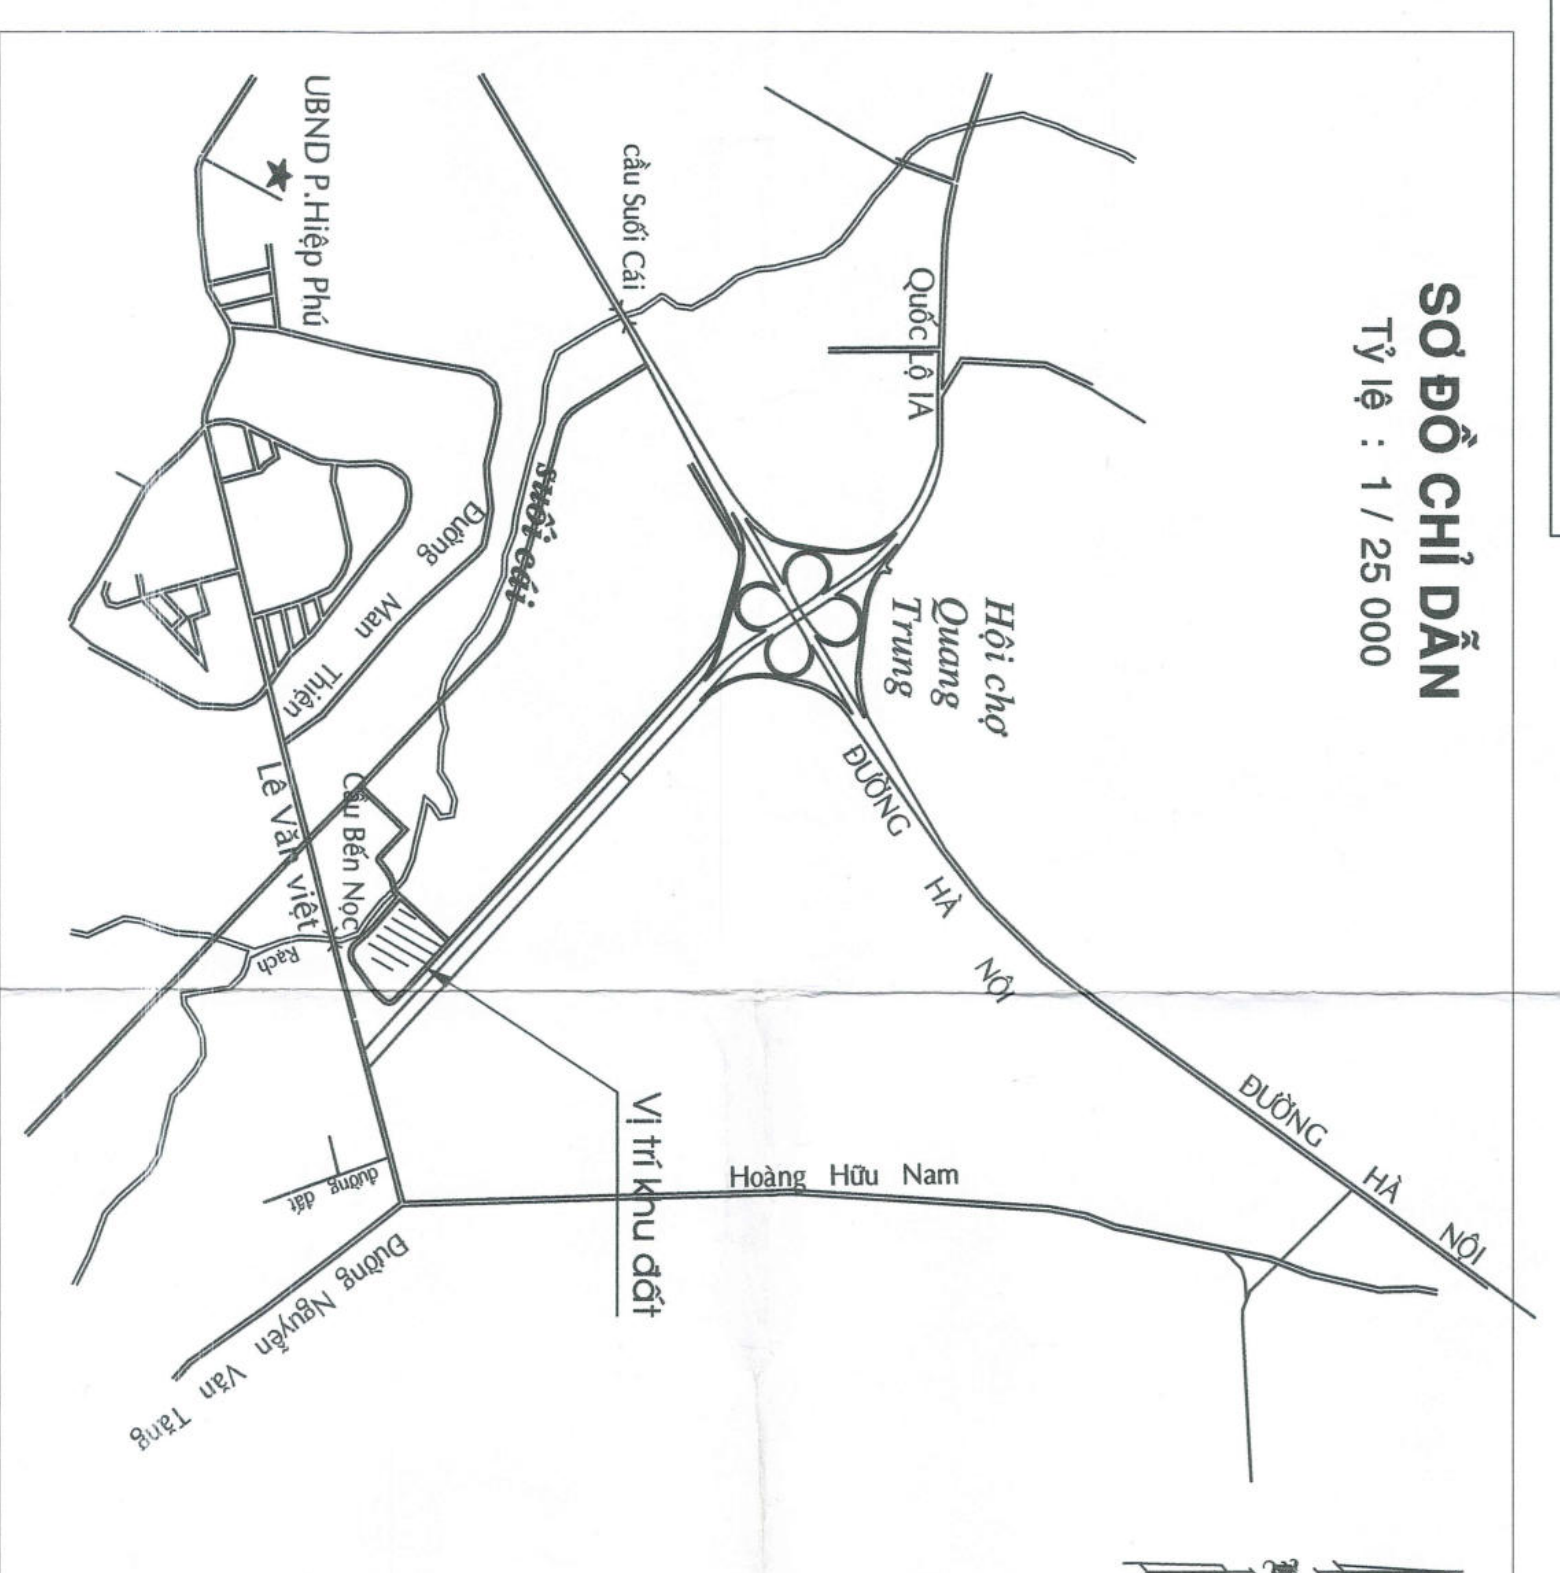 SƠ ĐỒ CHỈ DẪN
Tỷ lệ : 1 / 25 000
Hội chợ
Quang
Trung
Quốc Lộ IA
cầu Suối Cái
UBND P.Hiệp Phú
suối cái
Đường Man Thiện
ĐƯỜNG HÀ NỘI
ĐƯỜNG HÀ NỘI
Cầu Bến Nọc
Lê Văn việt
Rạch
Vị trí khu đất
Hoàng Hữu Nam
đường
đất
Đường Nguyễn Văn Tăng